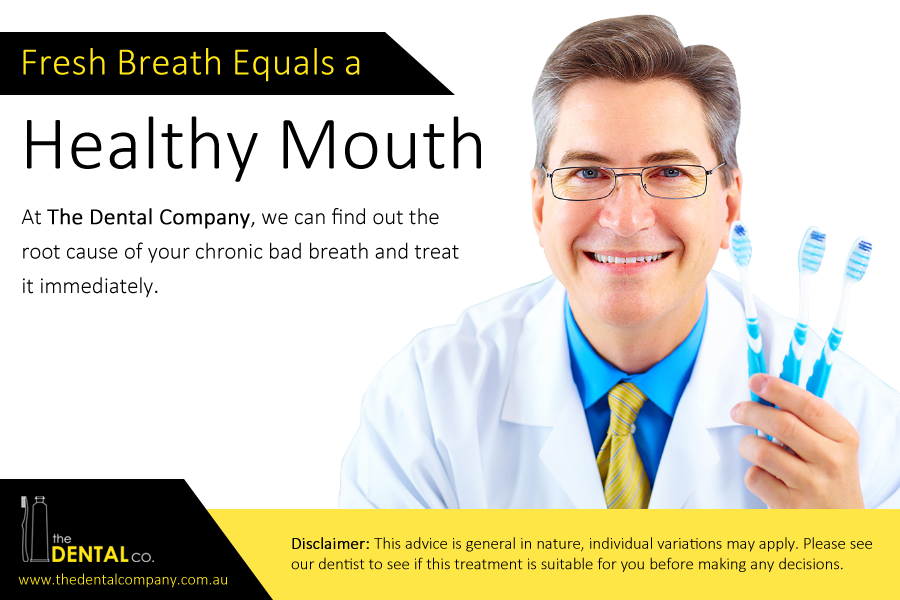 Fresh Breath Equals a
Healthy Mouth
At The Dental Company, we can find out the
root cause of your chronic bad breath and treat
it immediately.
the
DENTAL CO.
www.thedentalcompany.com.au
Disclaimer: This advice is general in nature, individual variations may apply. Please see
our dentist to see if this treatment is suitable for you before making any decisions.